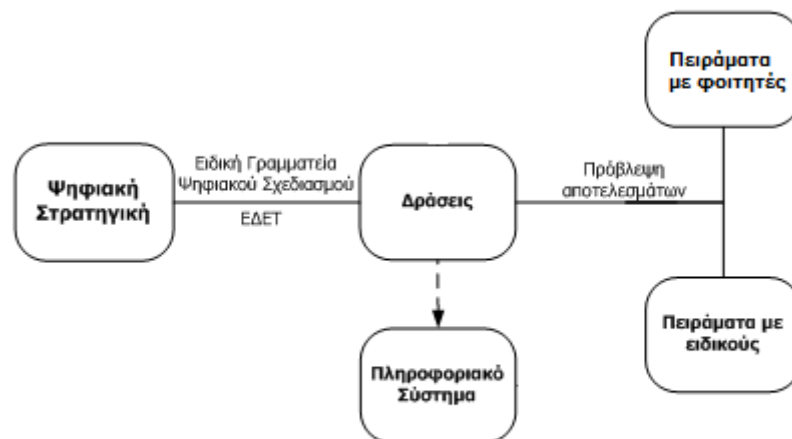 Πειράματα
με φοιτητές
Ειδική Γραμματεία
Ψηφιακού Σχεδιασμού
ΕΔΕΤ
Ψηφιακή
Στρατηγική
Δράσεις
Πρόβλεψη
αποτελεσμάτων
Πειράματα με
ειδικούς
Πληροφοριακό
Σύστημα